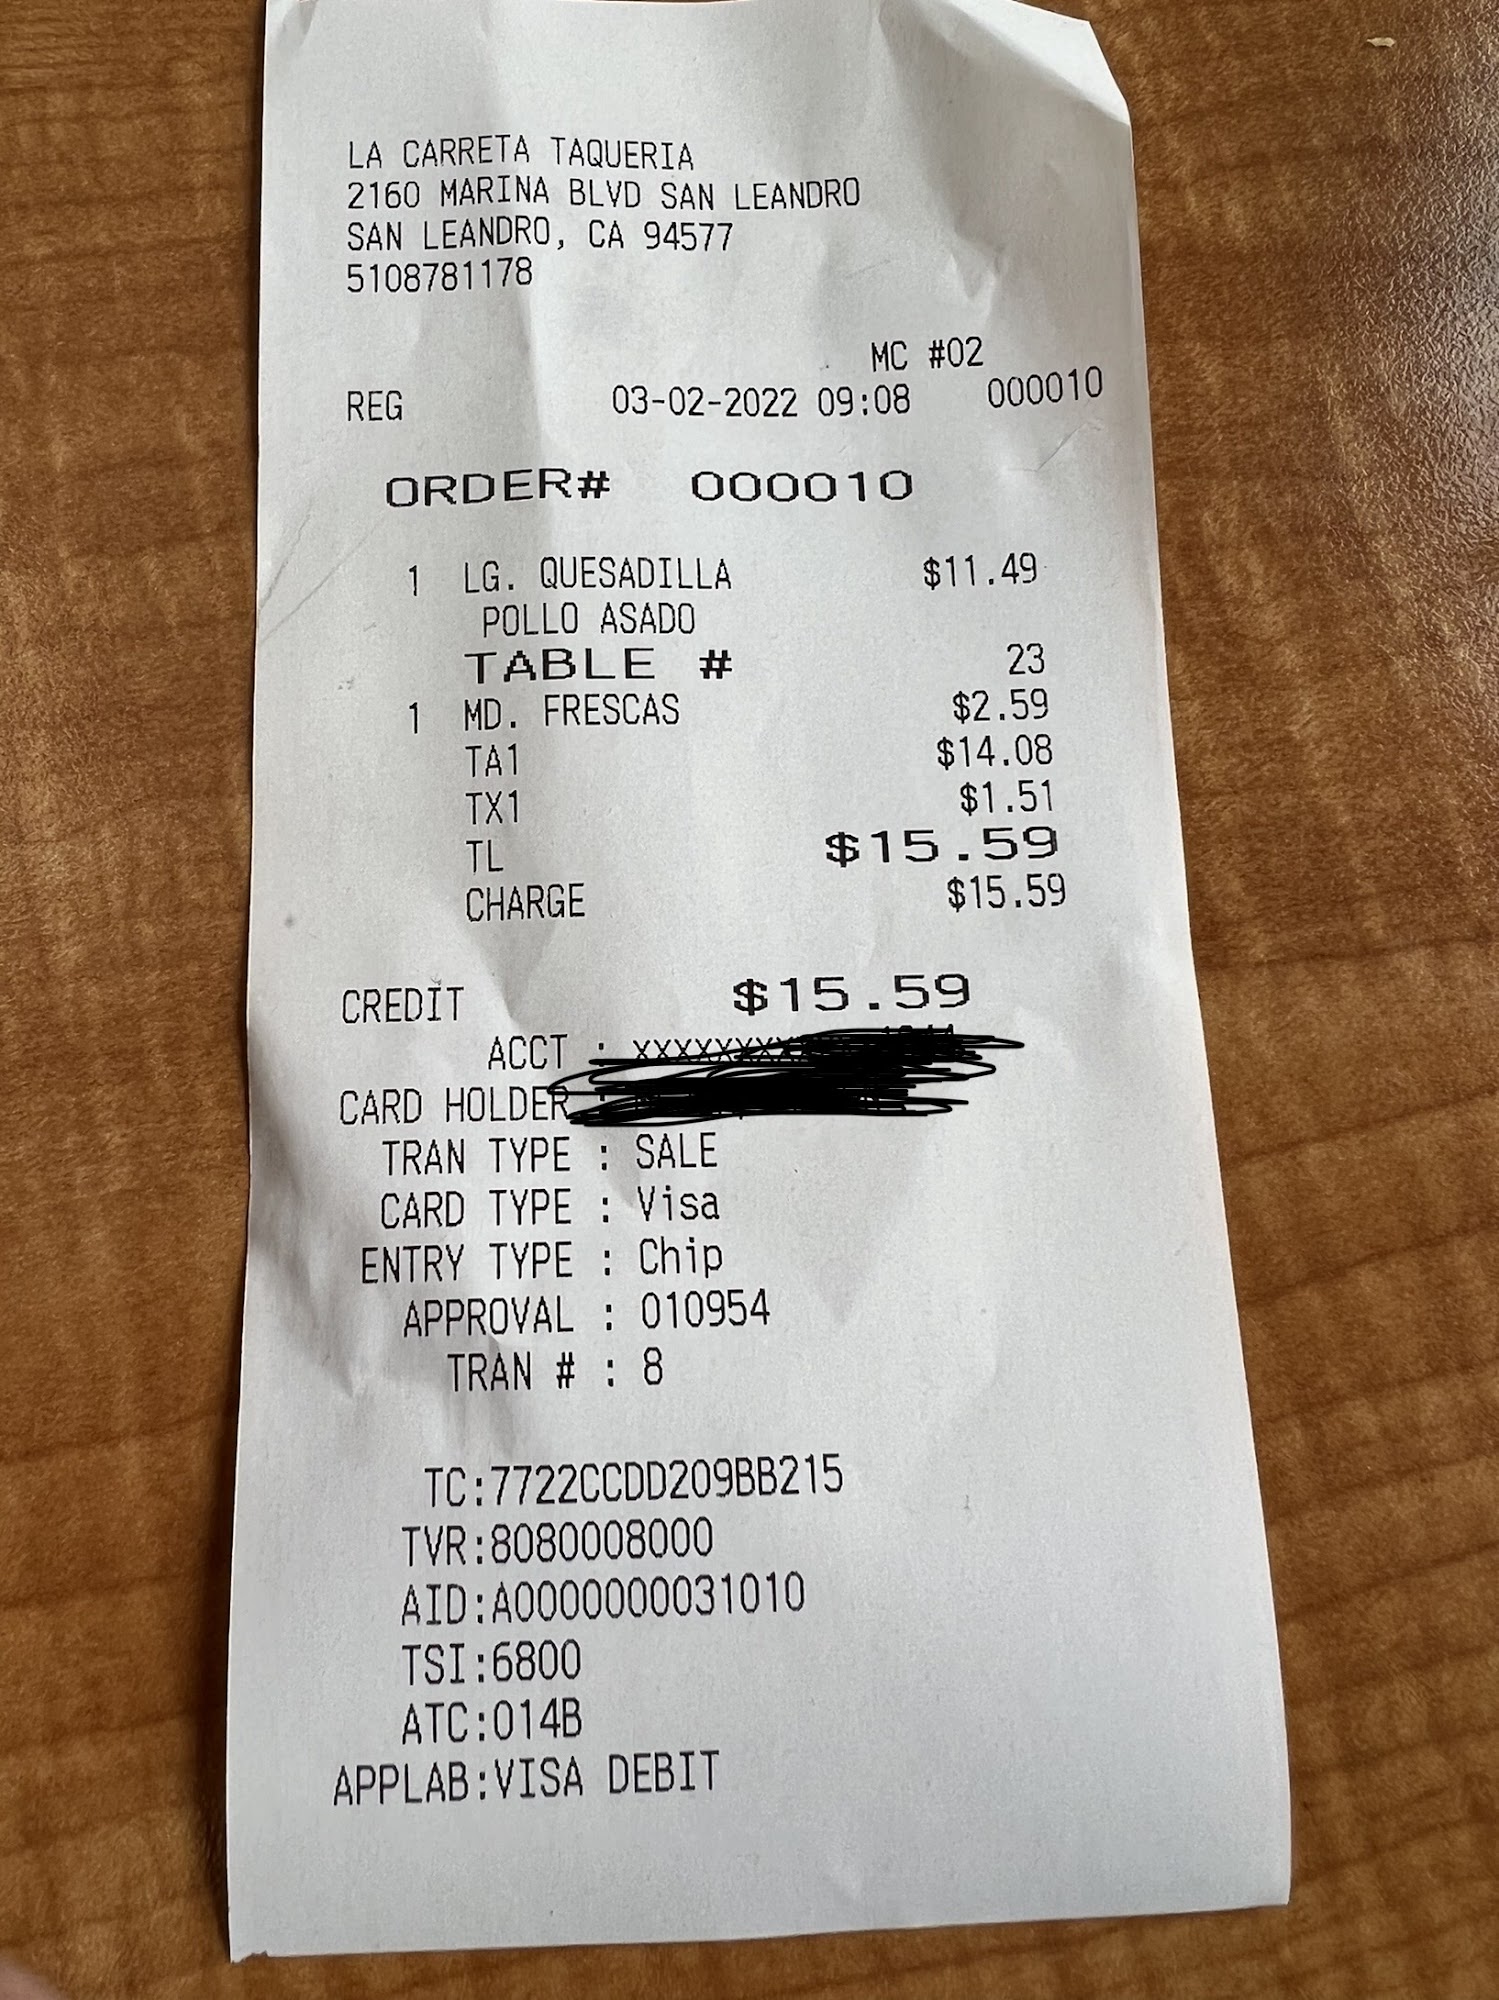 LA CARRETA TAQUERIA
2160 MARINA BLVD SAN LEANDRO
SAN LEANDRO, CA 94577
5108781178
MC #02
REG 03-02-2022 09:08 000010
ORDER# 000010
1 LG. QUESADILLA $11.49
POLLO ASADO
TABLE # 23
1 MD. FRESCAS $2.59
TA1 $14.08
TX1 $1.51
TL $15.59
CHARGE $15.59
CREDIT $15.59
ACCT :
CARD HOLDER
TRAN TYPE : SALE
CARD TYPE : Visa
ENTRY TYPE : Chip
APPROVAL : 010954
TRAN # : 8
TC:7722CCDD209BB215
TVR:8080008000
AID:A0000000031010
TSI:6800
ATC:014B
APPLAB:VISA DEBIT